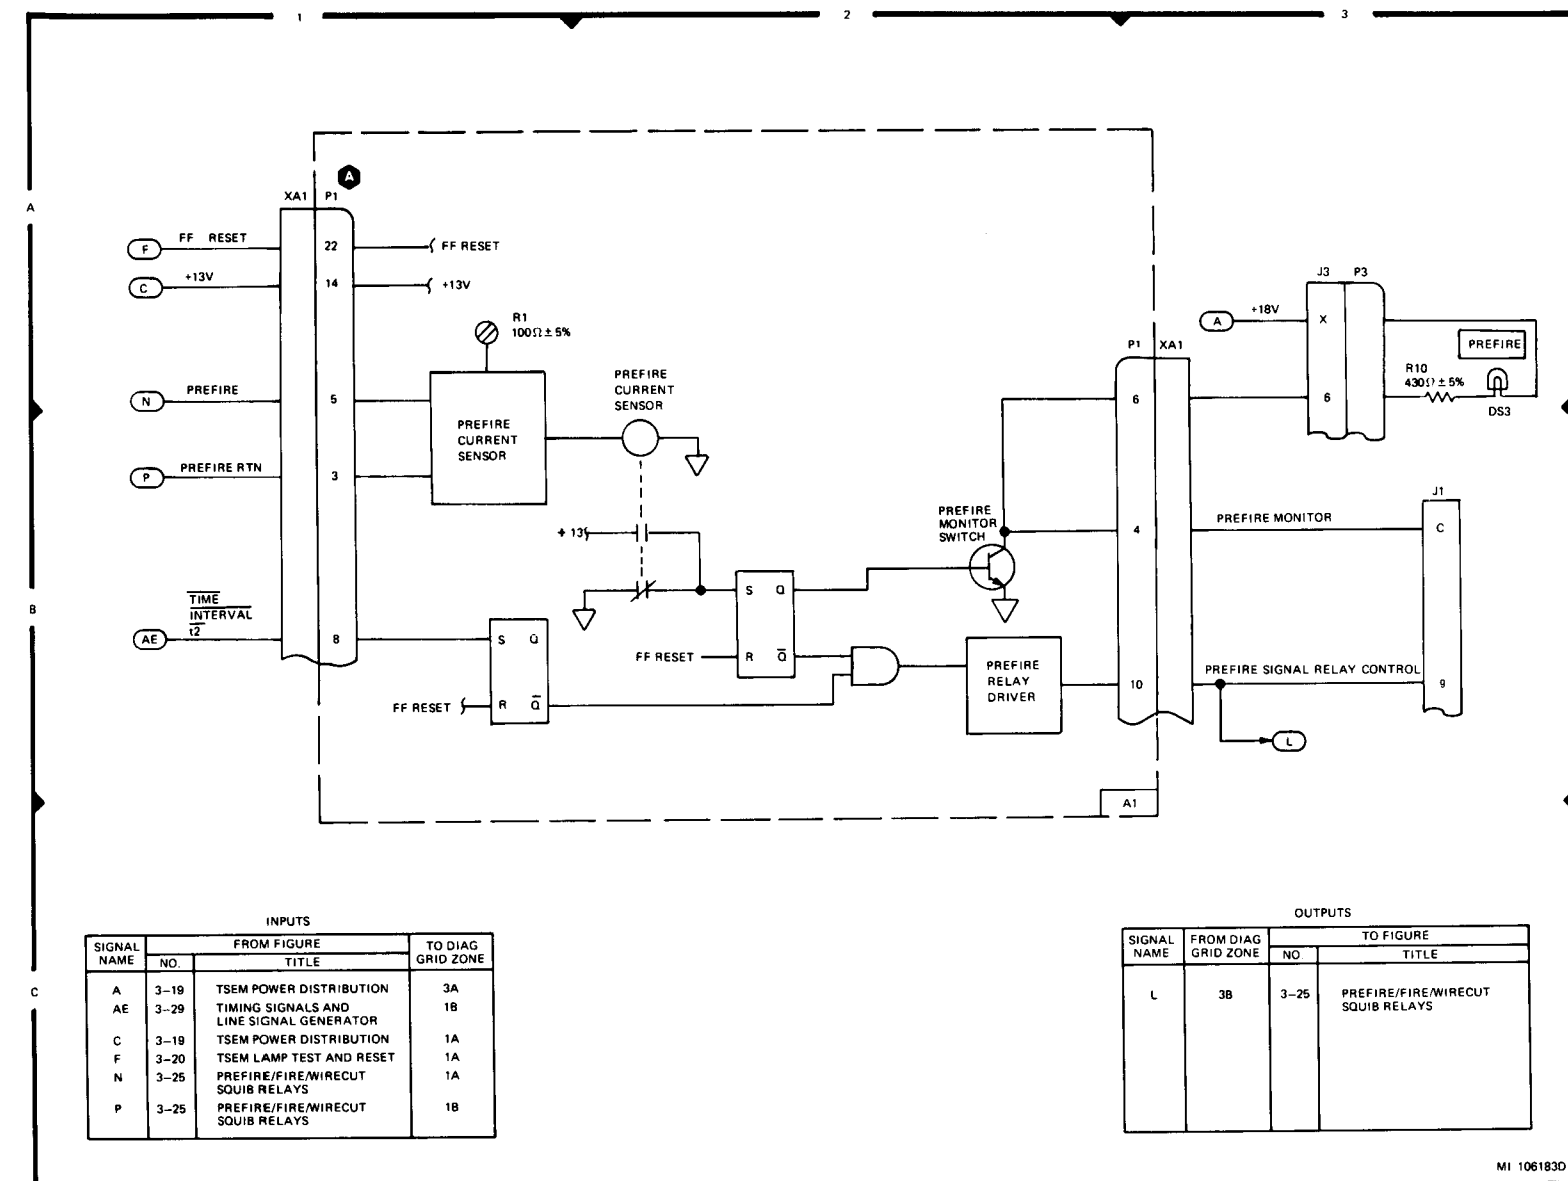 1
2
3
A
B
C
A
XA1 P1
F FF RESET 22 FF RESET
C +13V 14 +13V
R1
100Ω ± 5%
N PREFIRE 5
P PREFIRE RTN 3
PREFIRE
CURRENT
SENSOR
PREFIRE
CURRENT
SENSOR
+ 13
AE TIME
INTERVAL
t2
8
S Q
R Q
FF RESET
S Q
R Q
FF RESET
PREFIRE
MONITOR
SWITCH
PREFIRE
RELAY
DRIVER
P1 XA1
6
4
10
A1
J3 P3
A +18V X
6
PREFIRE
R10
430Ω ± 5%
DS3
J1
PREFIRE MONITOR C
PREFIRE SIGNAL RELAY CONTROL 9
L
INPUTS
SIGNAL NAME FROM FIGURE TO DIAG GRID ZONE
NO. TITLE
A 3-19 TSEM POWER DISTRIBUTION 3A
AE 3-29 TIMING SIGNALS AND 1B
LINE SIGNAL GENERATOR
C 3-19 TSEM POWER DISTRIBUTION 1A
F 3-20 TSEM LAMP TEST AND RESET 1A
N 3-25 PREFIRE/FIRE/WIRECUT 1A
SQUIB RELAYS
P 3-25 PREFIRE/FIRE/WIRECUT 1B
SQUIB RELAYS
OUTPUTS
SIGNAL NAME FROM DIAG GRID ZONE TO FIGURE
NO. TITLE
L 3B 3-25 PREFIRE/FIRE/WIRECUT
SQUIB RELAYS
MI 106183D